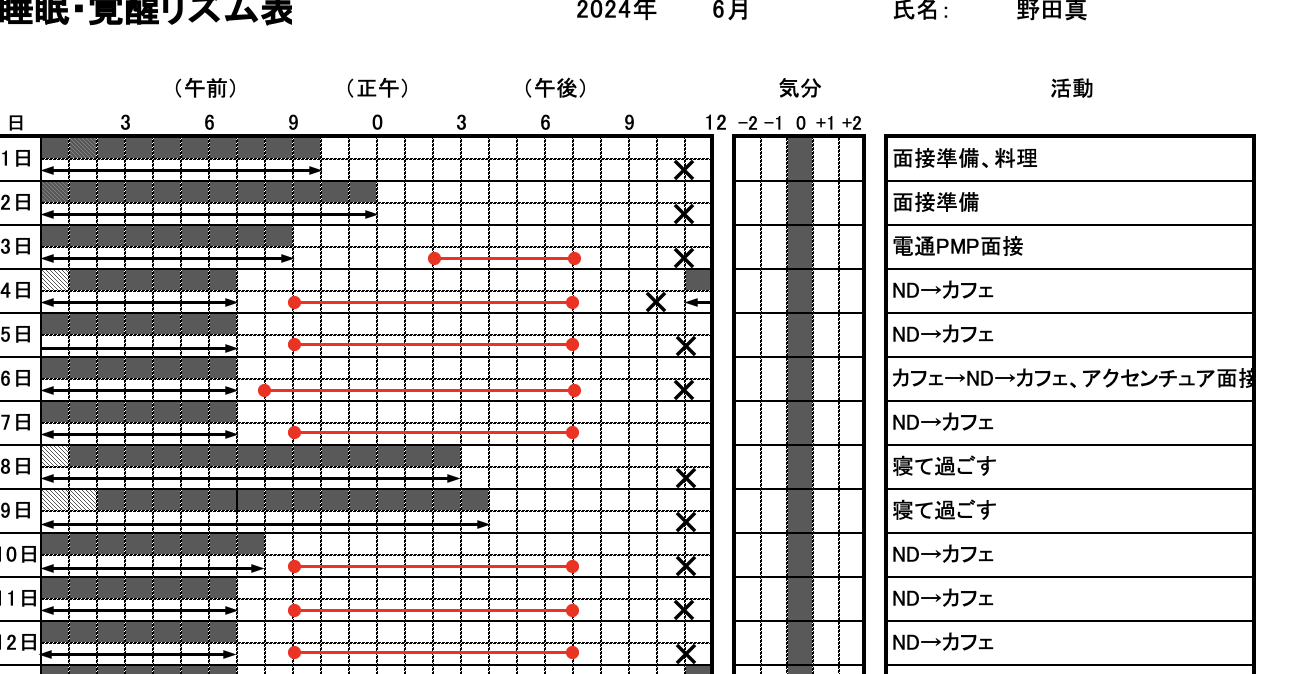 睡眠・覚醒リズム表 2024年 6月 氏名： 野田真
（午前） （正午） （午後） 気分 活動
日 3 6 9 0 3 6 9 12 −2 −1 0 +1 +2
1日 面接準備、料理
2日 面接準備
3日 電通PMP面接
4日 ND→カフェ
5日 ND→カフェ
6日 カフェ→ND→カフェ、アクセンチュア面接
7日 ND→カフェ
8日 寝て過ごす
9日 寝て過ごす
10日 ND→カフェ
11日 ND→カフェ
12日 ND→カフェ